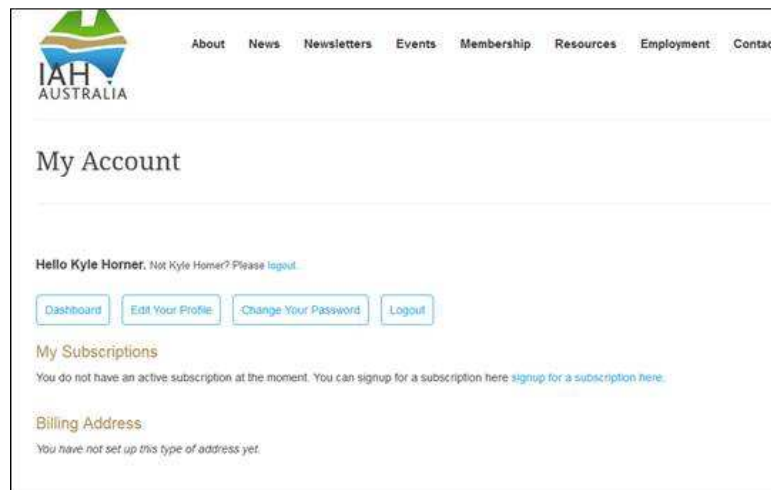 IAH
AUSTRALIA
About News Newsletters Events Membership Resources Employment Contac
My Account
Hello Kyle Horner. Not Kyle Horner? Please logout.
Dashboard Edit Your Profile Change Your Password Logout
My Subscriptions
You do not have an active subscription at the moment. You can signup for a subscription here signup for a subscription here.
Billing Address
You have not set up this type of address yet.